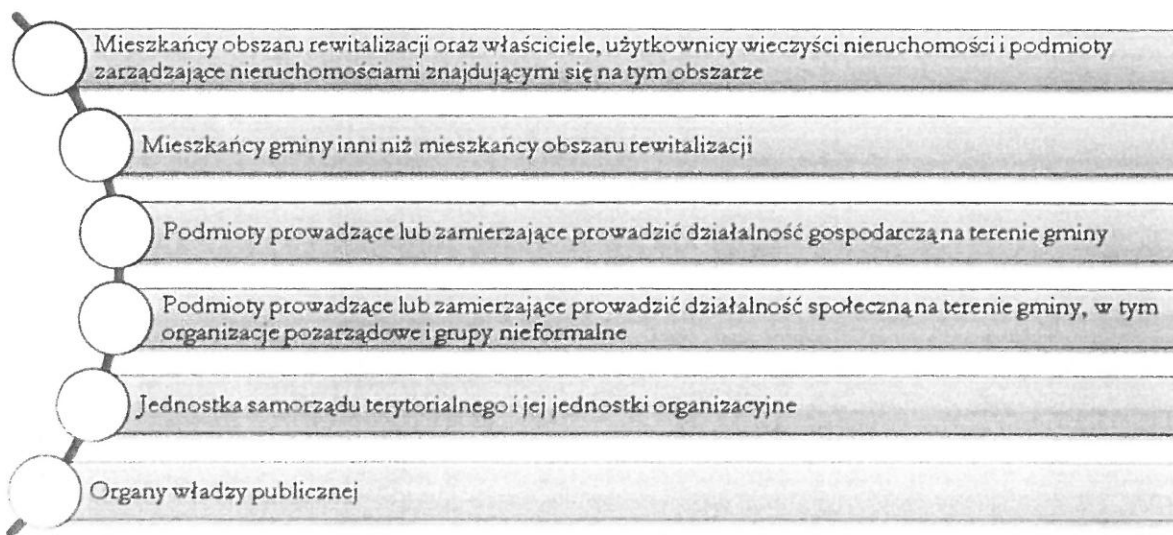 Mieszkańcy obszaru rewitalizacji oraz właściciele, użytkownicy wieczyści nieruchomości i podmioty
zarządzające nieruchomościami znajdującymi się na tym obszarze
Mieszkańcy gminy inni niż mieszkańcy obszaru rewitalizacji
Podmioty prowadzące lub zamierzające prowadzić działalność gospodarczą na terenie gminy
Podmioty prowadzące lub zamierzające prowadzić działalność społeczną na terenie gminy, w tym
organizacje pozarządowe i grupy nieformalne
Jednostka samorządu terytorialnego i jej jednostki organizacyjne
Organy władzy publicznej